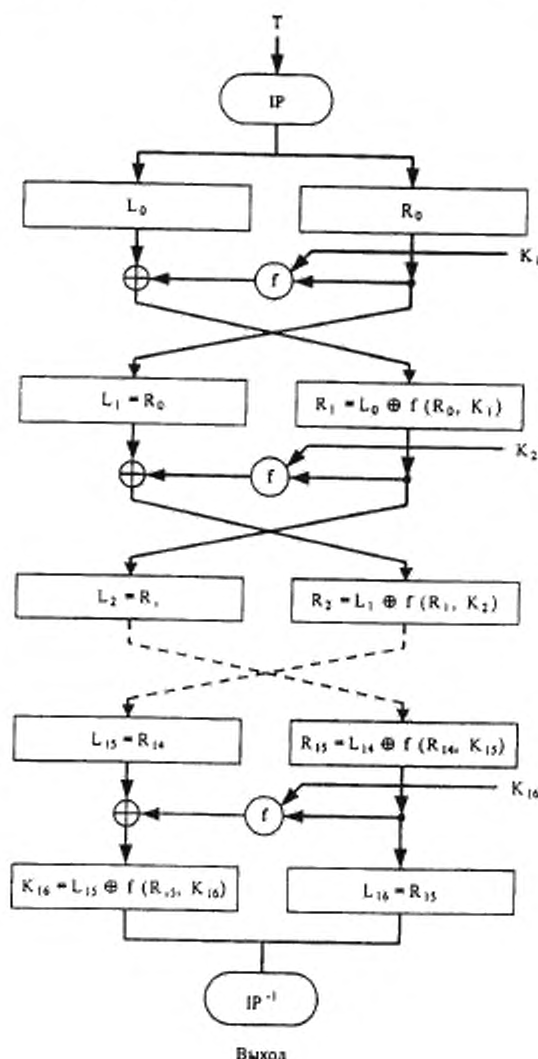 T
IP
L₀
R₀
K₁
f
L₁ = R₀
R₁ = L₀ ⊕ f (R₀, K₁)
K₂
f
L₂ = R₁
R₂ = L₁ ⊕ f (R₁, K₂)
L₁₅ = R₁₄
R₁₅ = L₁₄ ⊕ f (R₁₄, K₁₅)
K₁₆
f
K₁₆ = L₁₅ ⊕ f (R₁₅, K₁₆)
L₁₆ = R₁₅
IP⁻¹
Выход